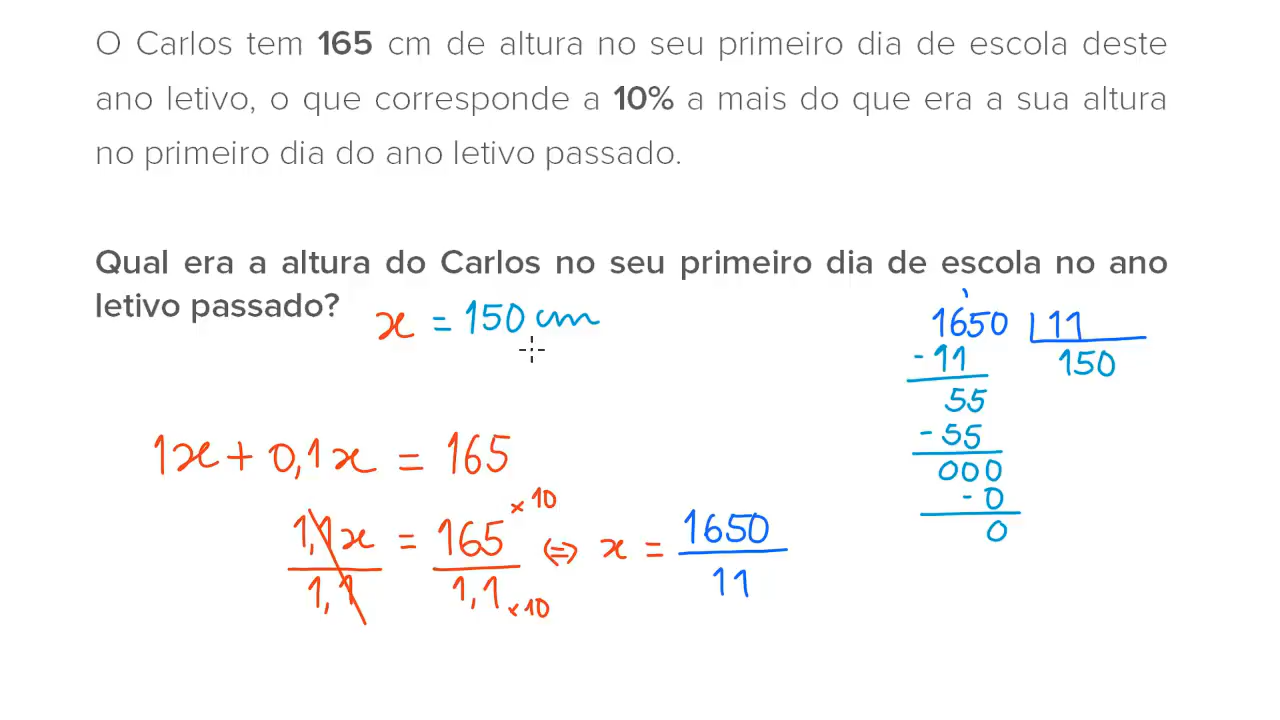 O Carlos tem 165 cm de altura no seu primeiro dia de escola deste
ano letivo, o que corresponde a 10% a mais do que era a sua altura
no primeiro dia do ano letivo passado.
Qual era a altura do Carlos no seu primeiro dia de escola no ano
letivo passado?
x = 150 cm
1x + 0,1x = 165
1,1x/1,1 = 165 ×10/1,1 ×10 ⇔ x = 1650/11
1650 | 11
- 11 150
55
- 55
000
- 0
0